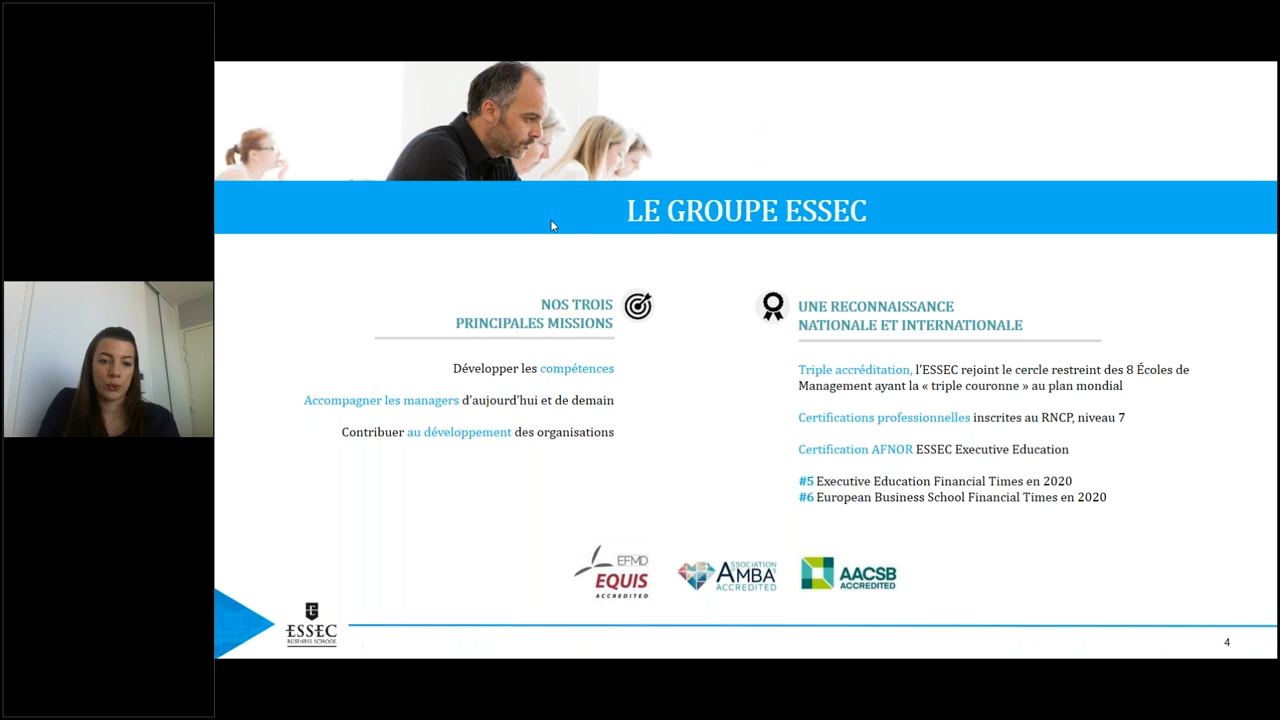 LE GROUPE ESSEC
NOS TROIS
PRINCIPALES MISSIONS
Développer les compétences
Accompagner les managers d'aujourd'hui et de demain
Contribuer au développement des organisations
UNE RECONNAISSANCE
NATIONALE ET INTERNATIONALE
Triple accréditation, l'ESSEC rejoint le cercle restreint des 8 Écoles de
Management ayant la « triple couronne » au plan mondial
Certifications professionnelles inscrites au RNCP, niveau 7
Certification AFNOR ESSEC Executive Education
#5 Executive Education Financial Times en 2020
#6 European Business School Financial Times en 2020
EFMD
EQUIS
ACCREDITED
ASSOCIATION
AMBA
ACCREDITED
AACSB
ACCREDITED
ESSEC
BUSINESS SCHOOL
4